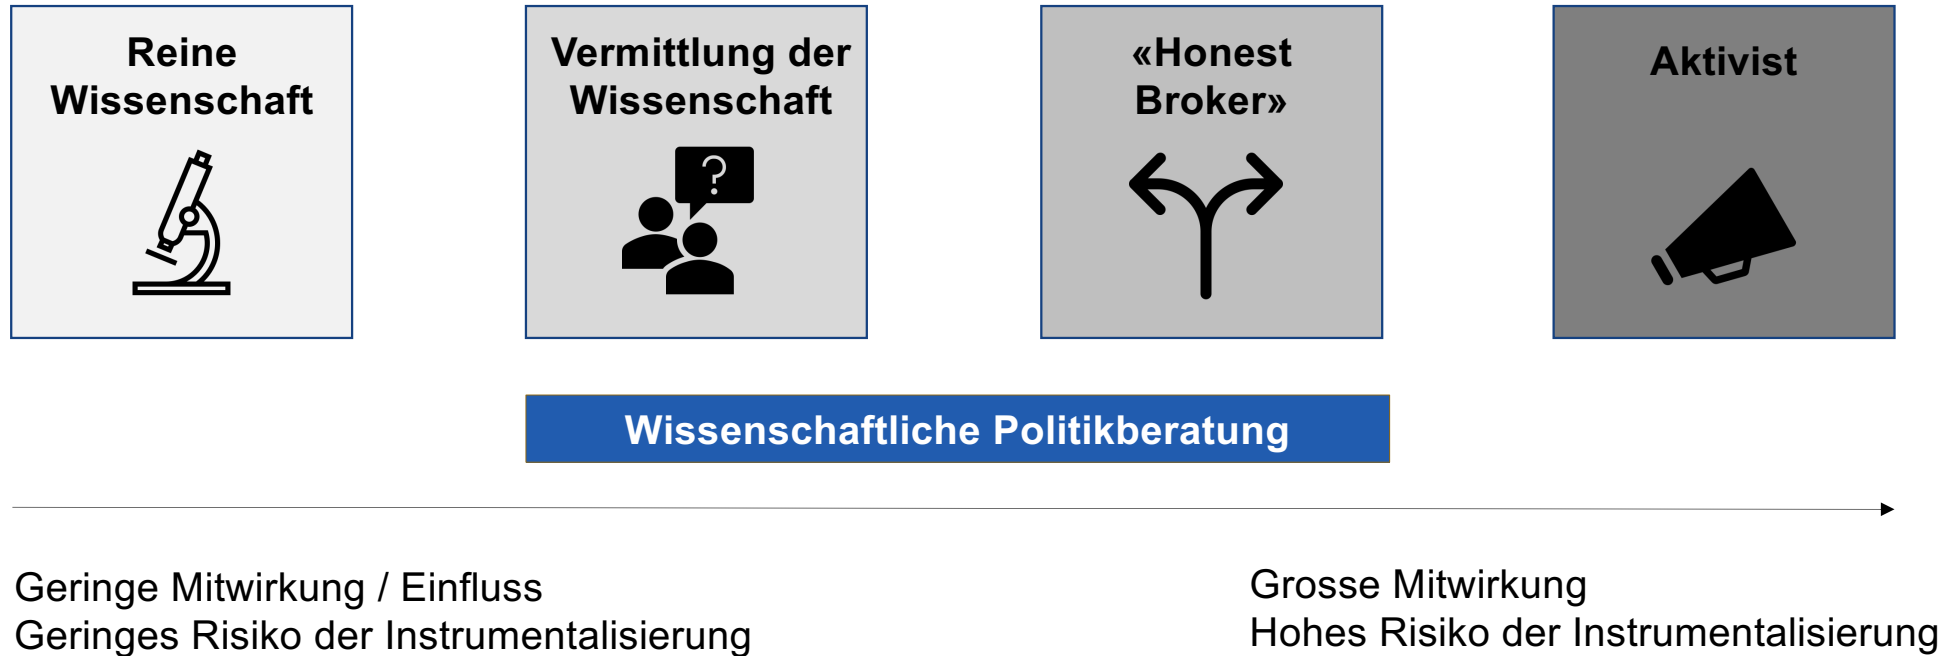 Reine
Wissenschaft
Vermittlung der
Wissenschaft
?
«Honest
Broker»
Aktivist
Wissenschaftliche Politikberatung
Geringe Mitwirkung / Einfluss
Geringes Risiko der Instrumentalisierung
Grosse Mitwirkung
Hohes Risiko der Instrumentalisierung